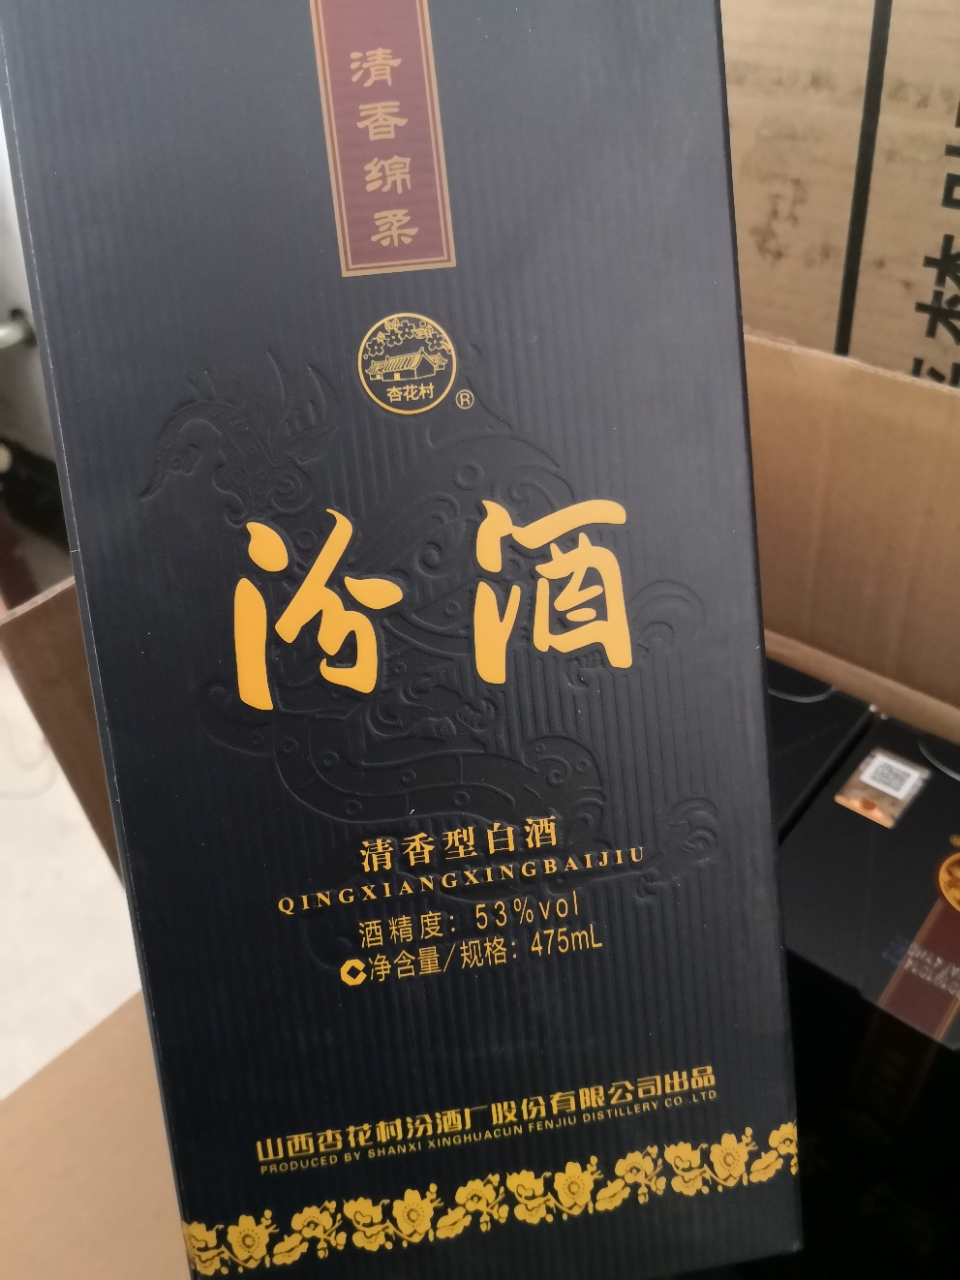 清香绵柔
杏花村
®
汾酒
清香型白酒
QINGXIANGXINGBAIJIU
酒精度：53%vol
净含量/规格：475mL
山西杏花村汾酒厂股份有限公司出品
PRODUCED BY SHANXI XINGHUACUN FENJIU DISTILLERY CO .LTD